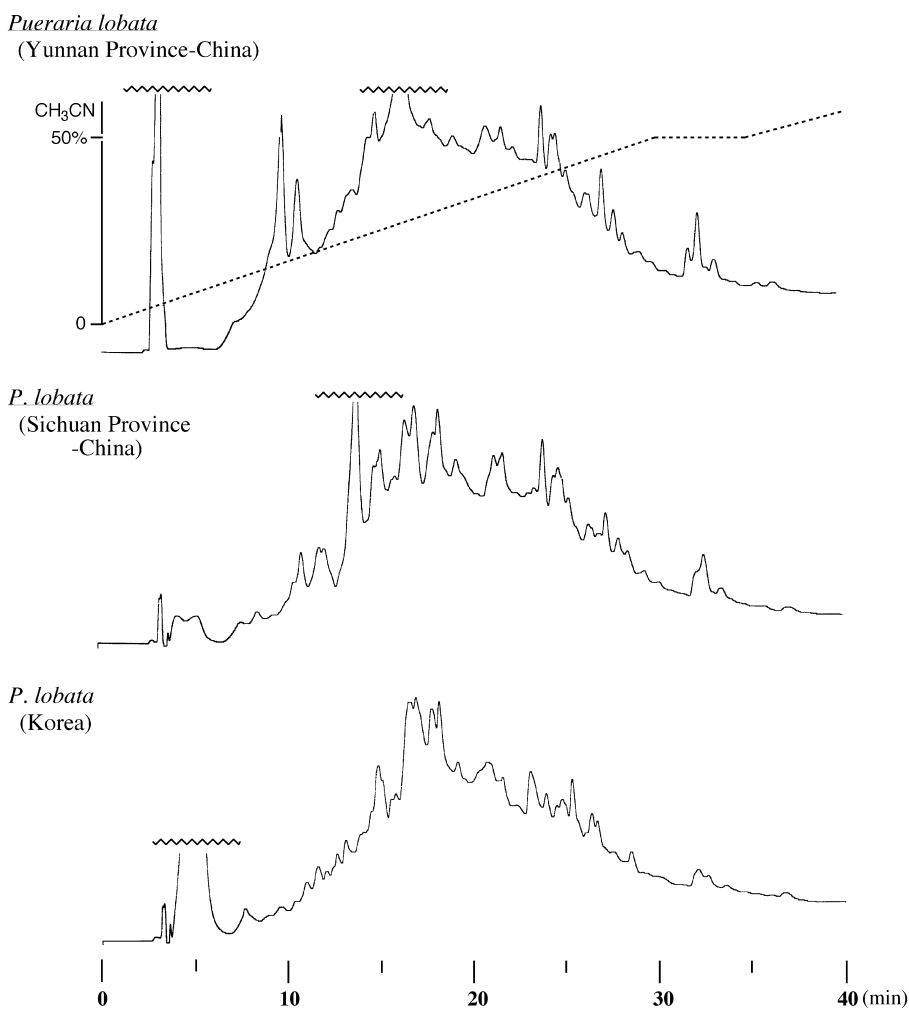 Pueraria lobata
(Yunnan Province-China)
CH₃CN
50%
0
P. lobata
(Sichuan Province
-China)
P. lobata
(Korea)
0 10 20 30 40 (min)